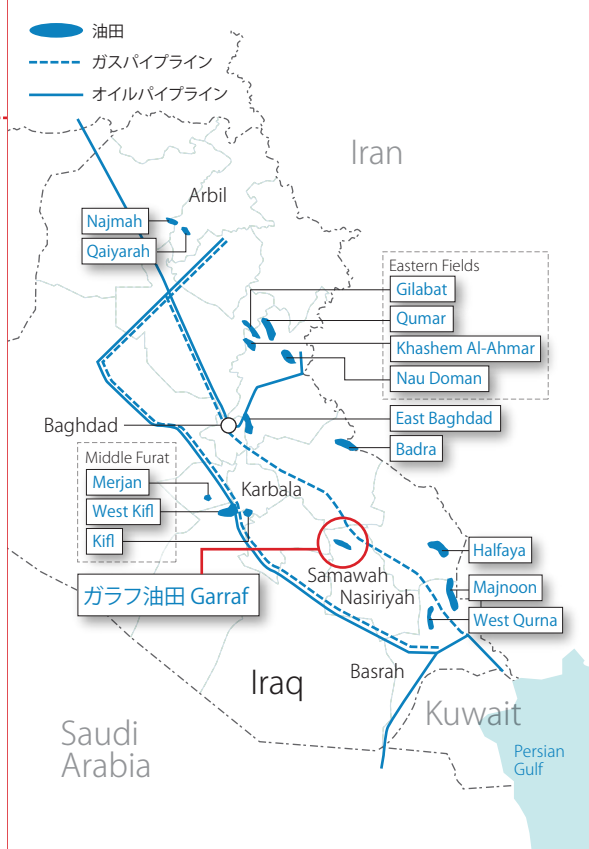 油田
ガスパイプライン
オイルパイプライン
Iran
Arbil
Najmah
Qaiyarah
Eastern Fields
Gilabat
Qumar
Khashem Al-Ahmar
Nau Doman
Baghdad
East Baghdad
Badra
Middle Furat
Merjan
West Kifl
Kifl
Karbala
ガラフ油田 Garraf
Samawah
Nasiriyah
Halfaya
Majnoon
West Qurna
Basrah
Iraq
Kuwait
Saudi
Arabia
Persian
Gulf